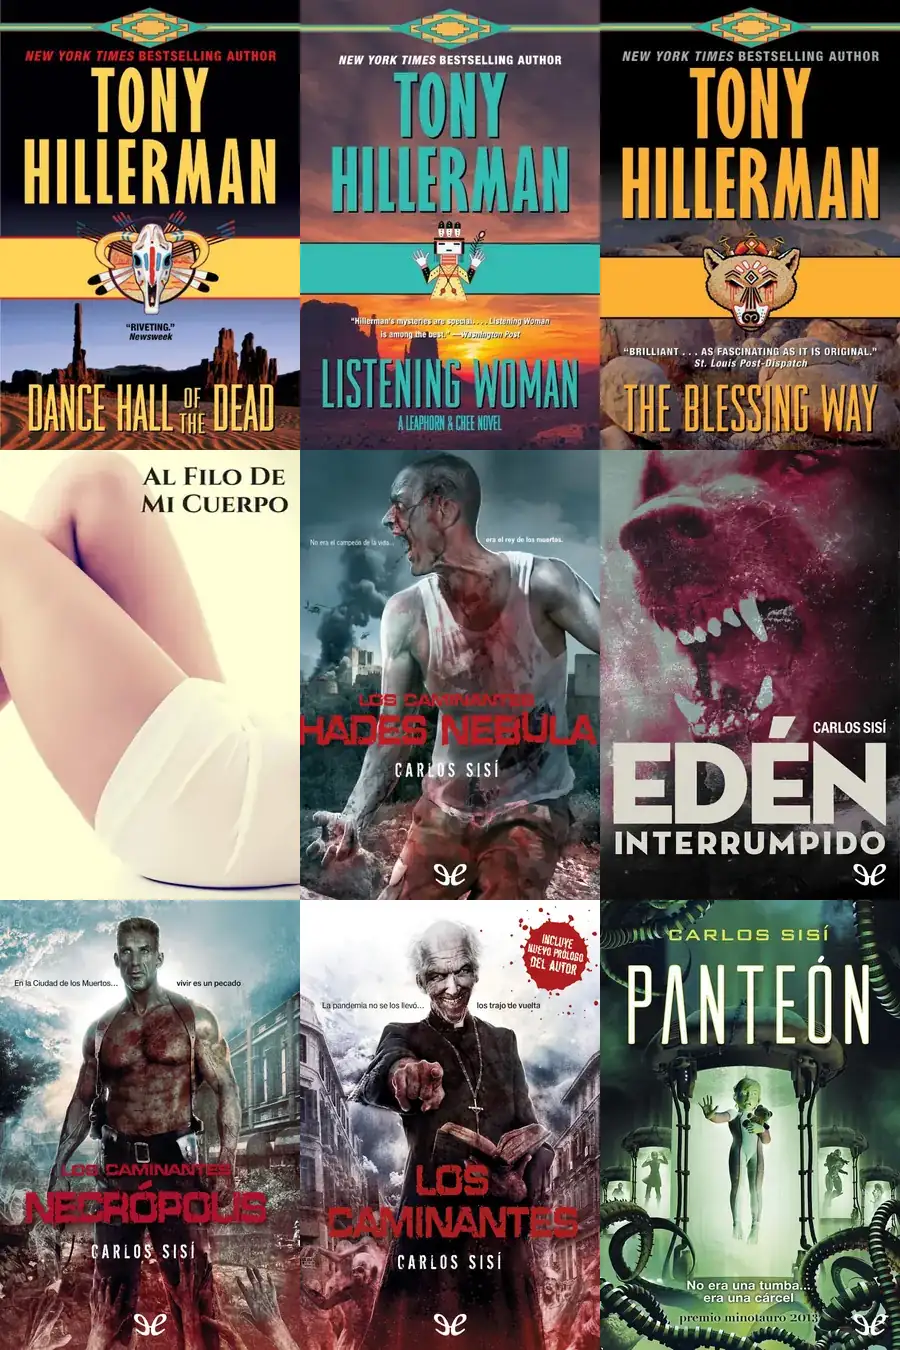 NEW YORK TIMES BESTSELLING AUTHOR
TONY
HILLERMAN
"RIVETING."
Newsweek
DANCE HALL OF THE DEAD
NEW YORK TIMES BESTSELLING AUTHOR
TONY
HILLERMAN
"Hillerman's mysteries are special. . . . Listening Woman
is among the best." —Washington Post
LISTENING WOMAN
A LEAPHORN & CHEE NOVEL
NEW YORK TIMES BESTSELLING AUTHOR
TONY
HILLERMAN
"BRILLIANT . . . AS FASCINATING AS IT IS ORIGINAL."
St. Louis Post-Dispatch
THE BLESSING WAY
AL FILO DE
MI CUERPO
No era el campeón de la vida... era el rey de los muertos.
LOS CAMINANTES
HADES NEBULA
CARLOS SISÍ
CARLOS SISÍ
EDÉN
INTERRUMPIDO
En la Ciudad de los Muertos... vivir es un pecado
LOS CAMINANTES
NECRÓPOLIS
CARLOS SISÍ
INCLUYE
NUEVO PRÓLOGO
DEL AUTOR
La pandemia no se los llevó... los trajo de vuelta
LOS
CAMINANTES
CARLOS SISÍ
CARLOS SISÍ
PANTEÓN
No era una tumba...
era una cárcel
premio minotauro 2013